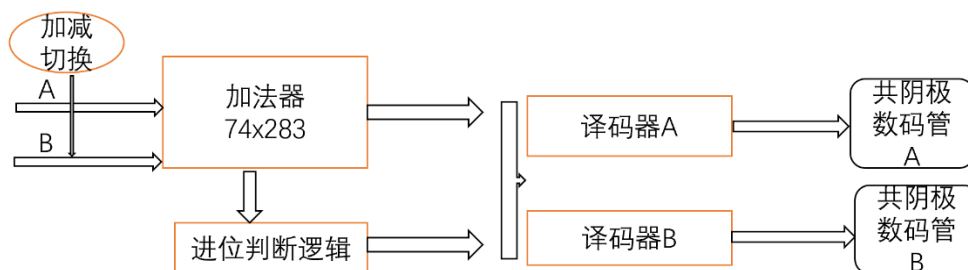 加减
切换
A
B
加法器
74x283
进位判断逻辑
译码器A
译码器B
共阴极
数码管
A
共阴极
数码管
B